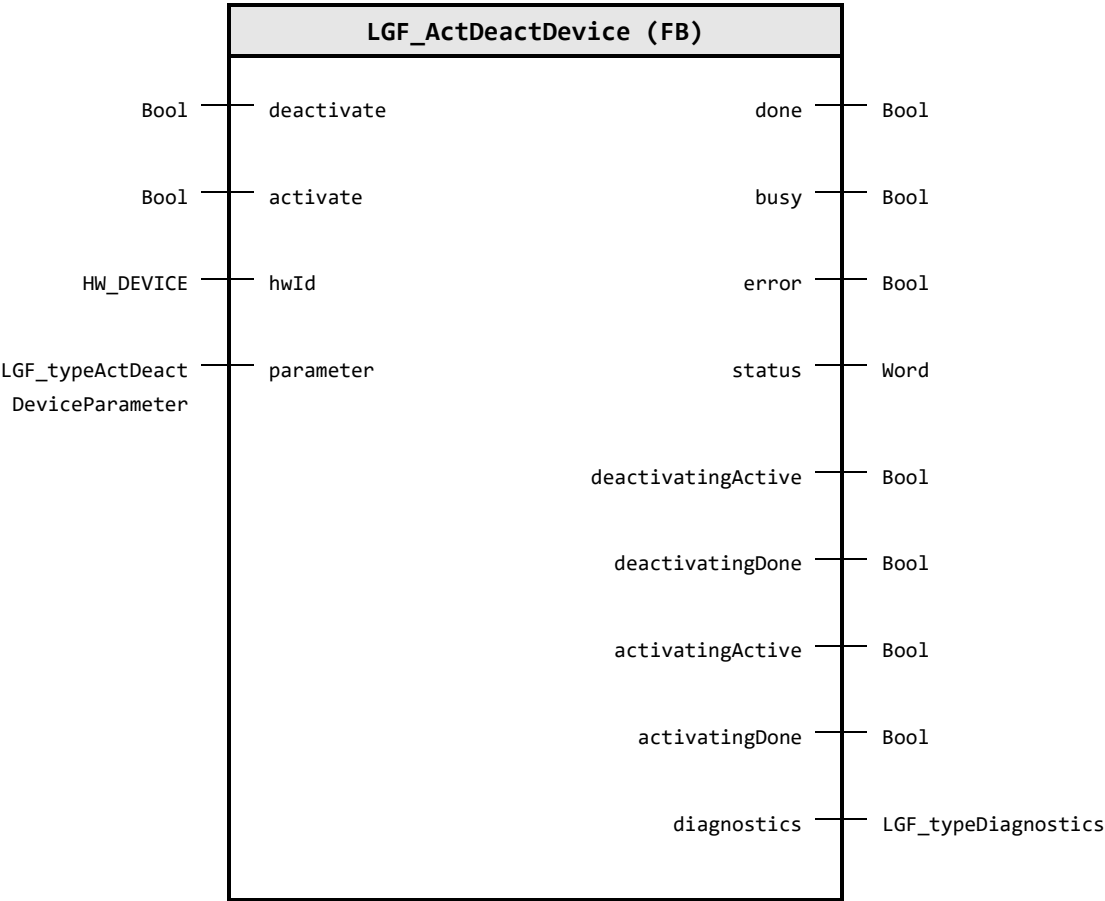 LGF_ActDeactDevice (FB)
Bool deactivate done Bool
Bool activate busy Bool
HW_DEVICE hwId error Bool
LGF_typeActDeact parameter status Word
DeviceParameter
deactivatingActive Bool
deactivatingDone Bool
activatingActive Bool
activatingDone Bool
diagnostics LGF_typeDiagnostics